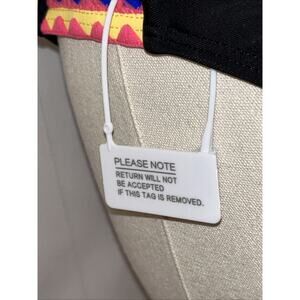 PLEASE NOTE
RETURN WILL NOT
BE ACCEPTED
IF THIS TAG IS REMOVED.